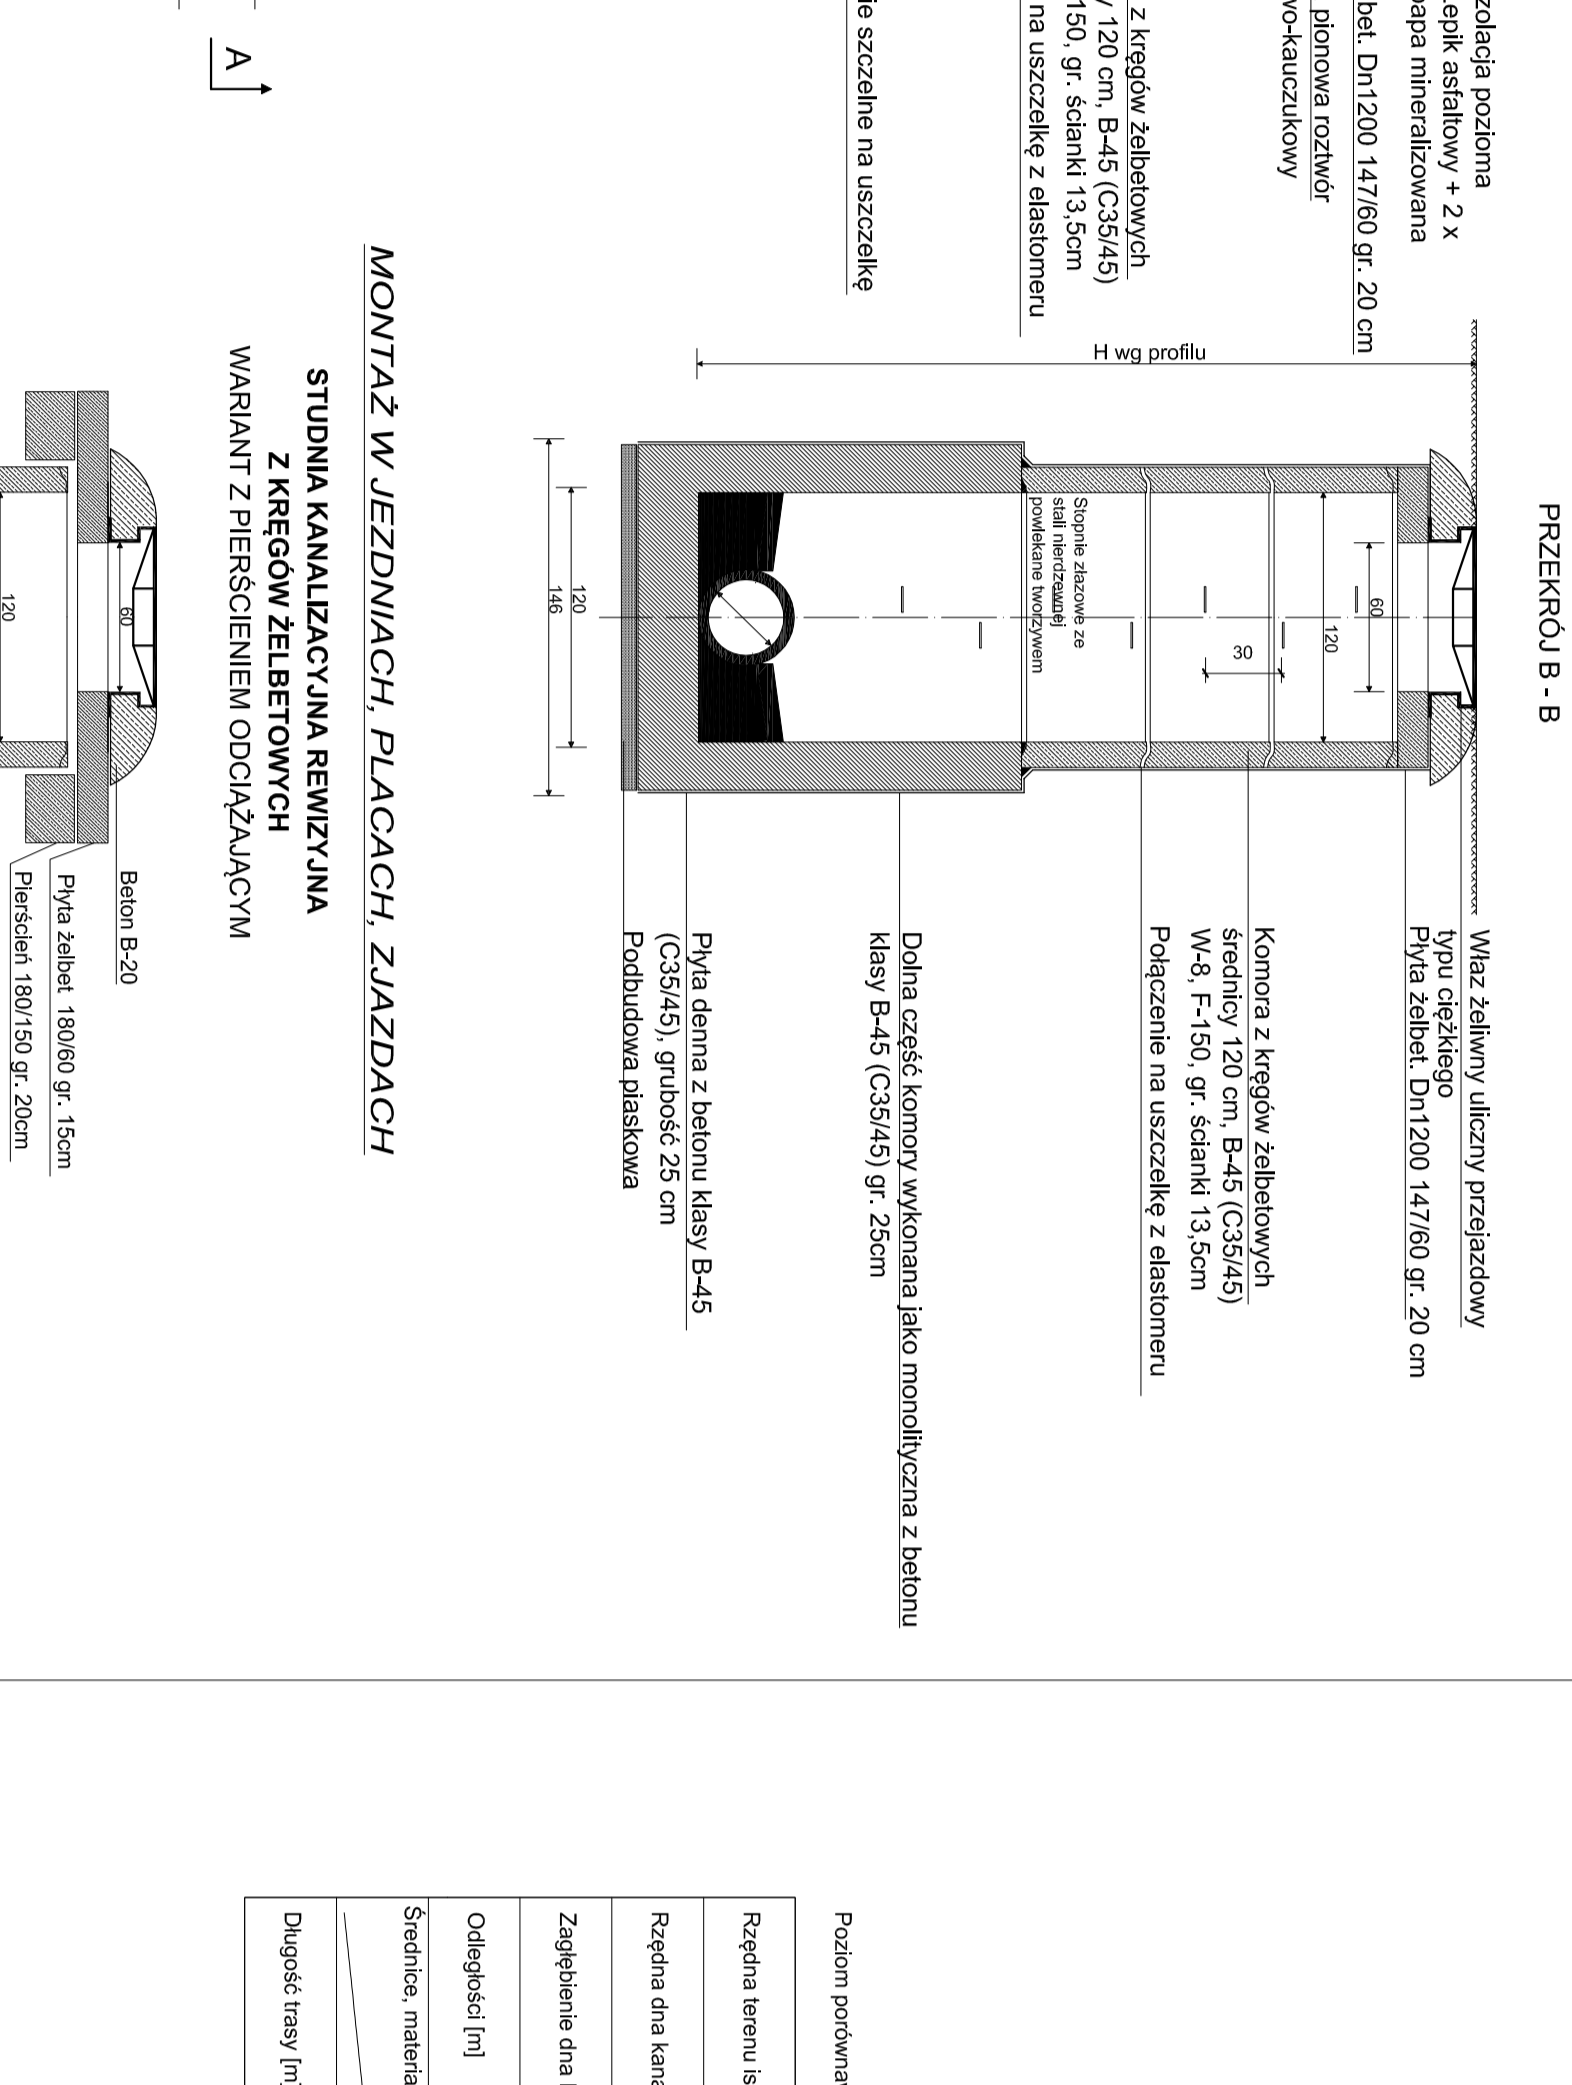 PRZEKRÓJ B - B
zolacja pozioma
epik asfaltowy + 2 x
papa mineralizowana
bet. Dn1200 147/60 gr. 20 cm
pionowa roztwór
wo-kauczukowy
z kręgów żelbetowych
y 120 cm, B-45 (C35/45)
150, gr. ścianki 13,5cm
na uszczelkę z elastomeru
ie szczelne na uszczelkę
H wg profilu
60
120
30
Stopnie złazowe ze
stali nierdzewnej
powlekane tworzywem
120
146
Właz żeliwny uliczny przejazdowy
typu ciężkiego
Płyta żelbet. Dn1200 147/60 gr. 20 cm
Komora z kręgów żelbetowych
średnicy 120 cm, B-45 (C35/45)
W-8, F-150, gr. ścianki 13,5cm
Połączenie na uszczelkę z elastomeru
Dolna część komory wykonana jako monolityczna z betonu
klasy B-45 (C35/45) gr. 25cm
Płyta denna z betonu klasy B-45
(C35/45), grubość 25 cm
Podbudowa piaskowa
MONTAŻ W JEZDNIACH, PLACACH, ZJAZDACH
STUDNIA KANALIZACYJNA REWIZYJNA
Z KRĘGÓW ŻELBETOWYCH
WARIANT Z PIERŚCIENIEM ODCIĄŻAJĄCYM
A
60
120
Beton B-20
Płyta żelbet 180/60 gr. 15cm
Pierścień 180/150 gr. 20cm
Poziom porównaw
Rzędna terenu is
Rzędna dna kana
Zagłębienie dna
Odległości [m]
Średnice, materia
Długość trasy [m]